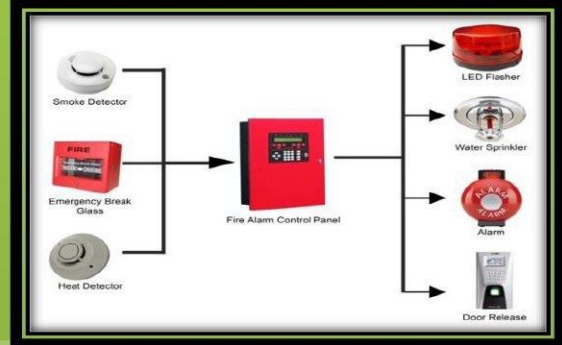 Smoke Detector
FIRE
Emergency Break
Glass
Heat Detector
Fire Alarm Control Panel
LED Flasher
Water Sprinkler
ALARM
ALARM
Alarm
Door Release